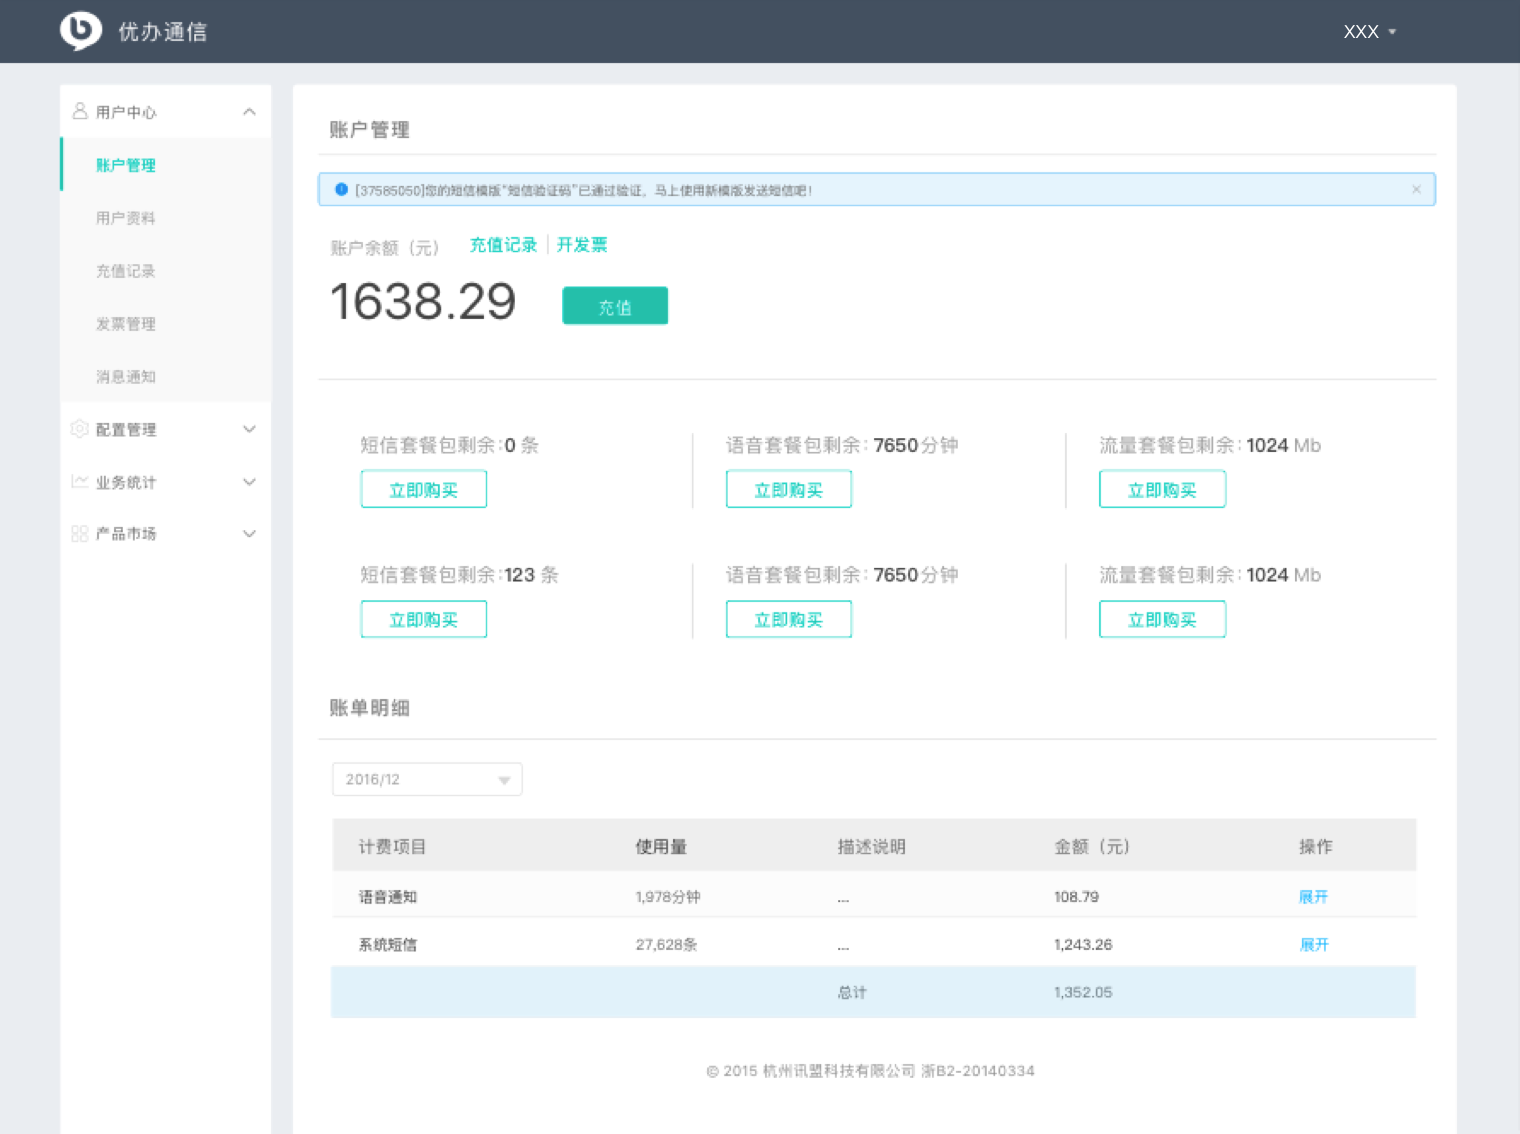 优办通信
XXX
用户中心
账户管理
用户资料
充值记录
发票管理
消息通知
配置管理
业务统计
产品市场
账户管理
[37585050]您的短信模版“短信验证码”已通过验证，马上使用新模版发送短信吧！
账户余额（元） 充值记录 开发票
1638.29 充值
短信套餐包剩余:0 条 语音套餐包剩余: 7650分钟 流量套餐包剩余: 1024 Mb
立即购买 立即购买 立即购买
短信套餐包剩余:123 条 语音套餐包剩余: 7650分钟 流量套餐包剩余: 1024 Mb
立即购买 立即购买 立即购买
账单明细
2016/12
计费项目 使用量 描述说明 金额（元） 操作
语音通知 1,978分钟 ... 108.79 展开
系统短信 27,628条 ... 1,243.26 展开
总计 1,352.05
© 2015 杭州讯盟科技有限公司 浙B2-20140334